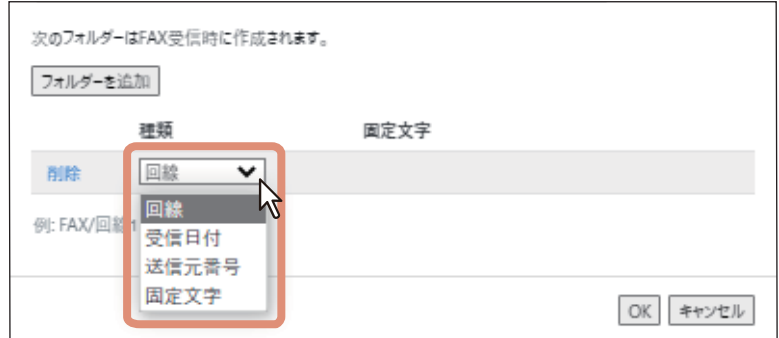 次のフォルダーはFAX受信時に作成されます。
フォルダーを追加
種類 固定文字
削除 回線
回線
例: FAX/回線1
受信日付
送信元番号
固定文字
OK キャンセル